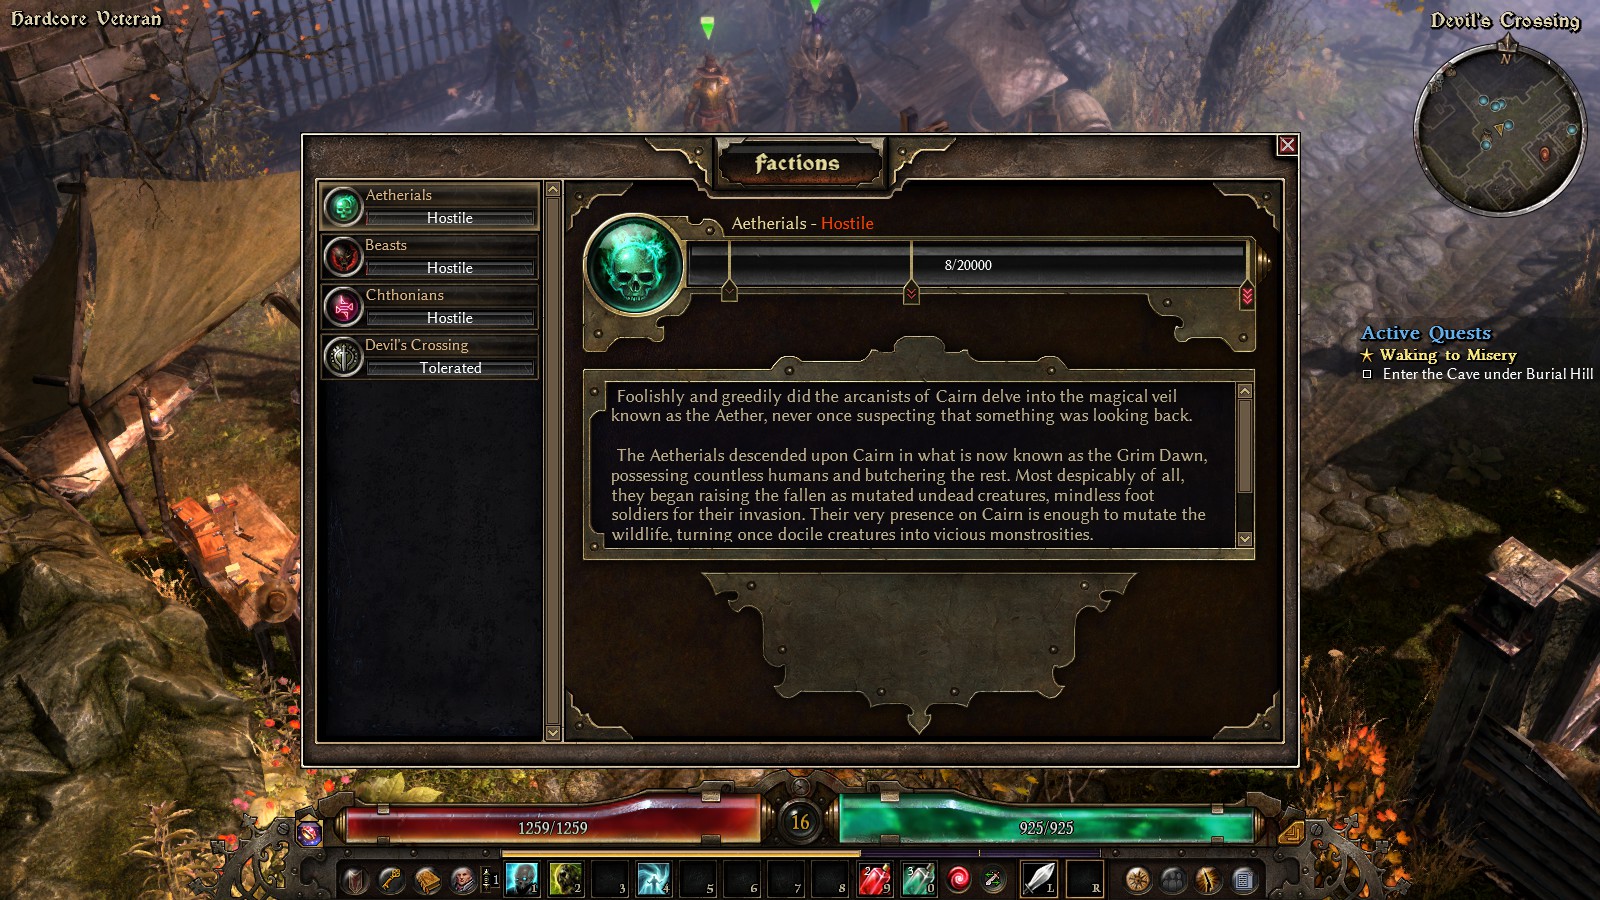 Hardcore Veteran
Devil's Crossing
N
Factions
Aetherials
Hostile
Beasts
Hostile
Chthonians
Hostile
Devil's Crossing
Tolerated
Aetherials - Hostile
8/20000
Foolishly and greedily did the arcanists of Cairn delve into the magical veil
known as the Aether, never once suspecting that something was looking back.
The Aetherials descended upon Cairn in what is now known as the Grim Dawn,
possessing countless humans and butchering the rest. Most despicably of all,
they began raising the fallen as mutated undead creatures, mindless foot
soldiers for their invasion. Their very presence on Cairn is enough to mutate the
wildlife, turning once docile creatures into vicious monstrosities.
Active Quests
Waking to Misery
Enter the Cave under Burial Hill
1259/1259
16
925/925
1
1
2
3
4
5
6
7
8
9
0
L
R